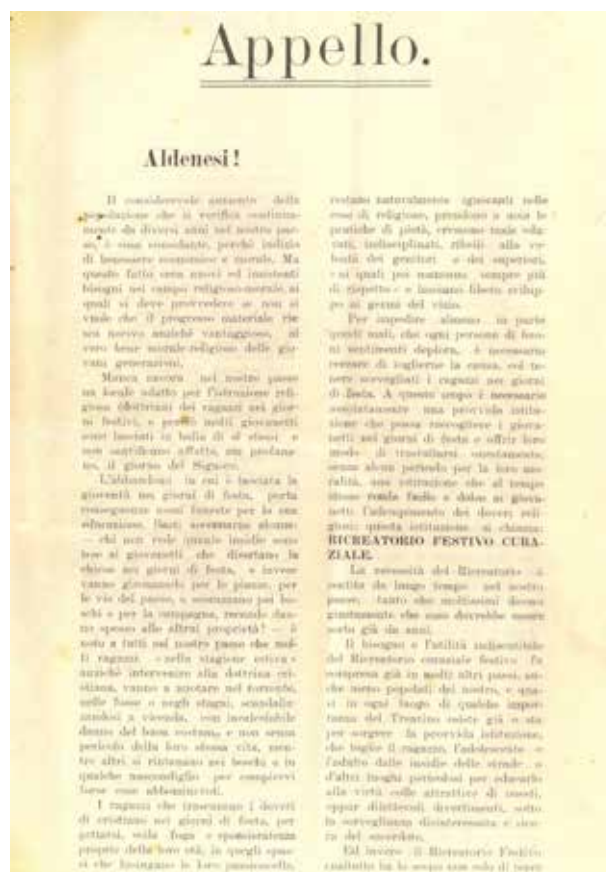 Appello.
Aldenesi!
Il considerevole aumento della
popolazione che si verifica continua-
mente da diversi anni nel nostro pae-
se, è cosa consolante, perchè indizio
di benessere economico e morale. Ma
questo fatto crea nuovi ed insistenti
bisogni nel campo religioso-morale, ai
quali si deve provvedere se non si
vuole che il progresso materiale rie
sca nocivo anzichè vantaggioso, al
vero bene morale-religioso delle gio-
vani generazioni.
Manca ancora nel nostro paese
un locale adatto per l'istruzione reli-
giosa (dottrina) dei ragazzi nei gior-
ni festivi, e perciò molti giovanetti
sono lasciati in balia di sè stessi e
non santificano affatto, ma profana-
no, il giorno del Signore.
L'abbandono in cui è lasciata la
gioventù nei giorni di festa, porta
conseguenze assai funeste per la sua
educazione. Basti accennarne alcune:
— chi non vede quante insidie sono
tese ai giovanetti che disertano la
chiesa nei giorni di festa, e invece
vanno girovagando per le piazze, per
le vie del paese, o scorazzano pei bo-
schi e per la campagna, recando dan-
no spesso alle altrui proprietà? — è
noto a tutti nel nostro paese che mol-
ti ragazzi - nella stagione estiva -
anzichè intervenire alla dottrina cri-
stiana, vanno a nuotare nel torrente,
nelle fosse o negli stagni, scandaliz-
zandosi a vicenda, con incalcolabile
danno del buon costume, e non senza
pericolo della loro stessa vita, men-
tre altri si rintanano nei boschi o in
qualche nascondiglio per compiervi
forse cose abbominevoli.
I ragazzi che trascurano i doveri
di cristiano nei giorni di festa, per
gettarsi, colla foga e spensieratezza
propria della loro età, in quegli spas-
si che lusingano le loro passioncelle,
restano naturalmente ignoranti nelle
cose di religione, prendono a noia le
pratiche di pietà, crescono male edu-
cati, indisciplinati, ribelli alla vo-
lontà dei genitori e dei superiori,
- ai quali poi mancano sempre più
di rispetto - e lasciano libero svilup-
po ai germi del vizio.
Per impedire almeno in parte
questi mali, che ogni persona di buo-
ni sentimenti deplora, è necessario
cercare di toglierne la causa, col te-
nere sorvegliati i ragazzi nei giorni
di festa. A questo scopo è necessario
assolutamente una provvida istitu-
zione che possa raccogliere i giova-
netti nei giorni di festa e offrir loro
modo di trastullarsi onestamente,
senza alcun pericolo per la loro mo-
ralità, una istituzione che al tempo
stesso renda facile e dolce ai giova-
netti l'adempimento dei doveri reli-
giosi: questa istituzione si chiama:
RICREATORIO FESTIVO CURA-
ZIALE.
La necessità del Ricreatorio è
sentita da lungo tempo nel nostro
paese, tanto che moltissimi dicono
giustamente che esso dovrebbe essere
sorto già da anni.
Il bisogno e l'utilità indiscutibile
del Ricreatorio curaziale festivo fu
compresa già in molti altri paesi, an-
che meno popolati del nostro, e qua-
si in ogni luogo di qualche impor-
tanza del Trentino esiste già o sta
per sorgere la provvida istituzione,
che toglie il ragazzo, l'adolescente e
l'adulto dalle insidie delle strade e
d'altri luoghi pericolosi per educarlo
alla virtù colle attrattive di onesti,
eppur dilettevoli divertimenti, sotto
la sorveglianza disinteressata e sicu-
ra del sacerdote.
Ed invero il Ricreatorio Festivo